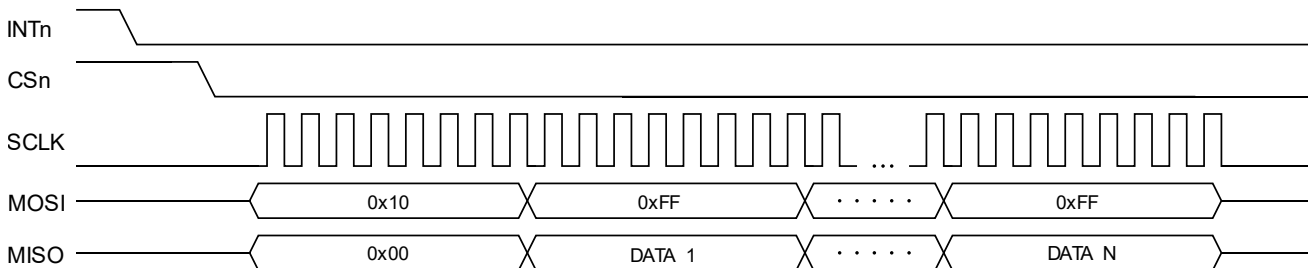 INTn
CSn
SCLK
...
MOSI 0x10 0xFF ..... 0xFF
MISO 0x00 DATA 1 ..... DATA N